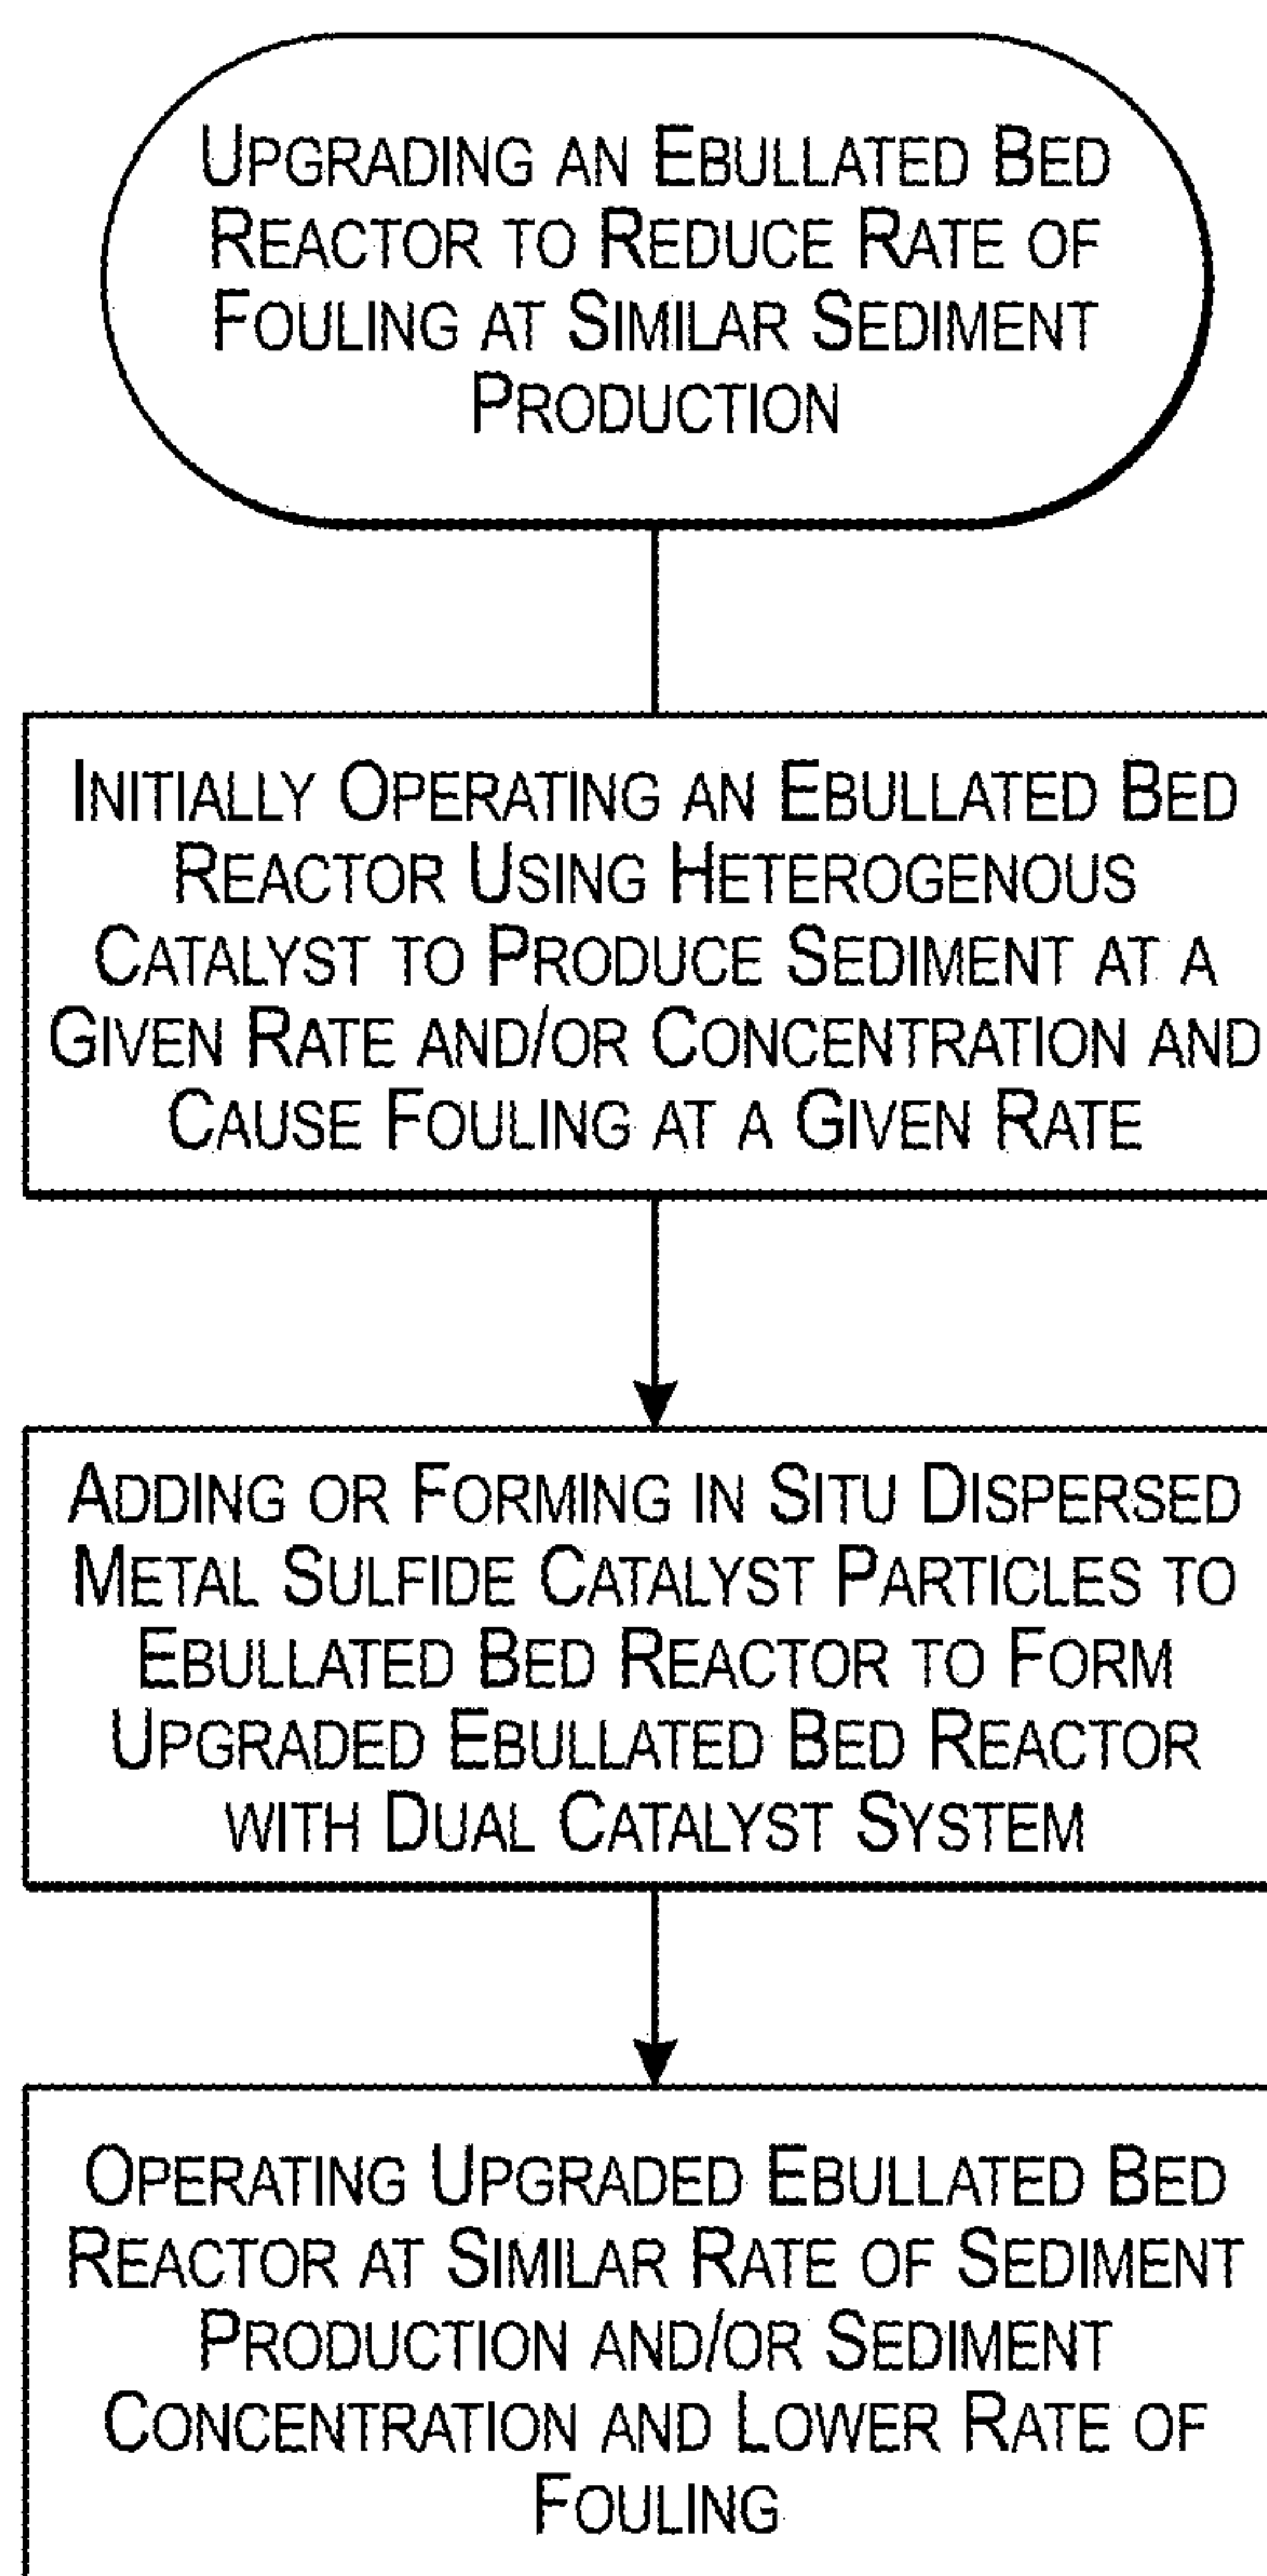 UPGRADING AN EBULLATED BED
REACTOR TO REDUCE RATE OF
FOULING AT SIMILAR SEDIMENT
PRODUCTION
INITIALLY OPERATING AN EBULLATED BED
REACTOR USING HETEROGENOUS
CATALYST TO PRODUCE SEDIMENT AT A
GIVEN RATE AND/OR CONCENTRATION AND
CAUSE FOULING AT A GIVEN RATE
ADDING OR FORMING IN SITU DISPERSED
METAL SULFIDE CATALYST PARTICLES TO
EBULLATED BED REACTOR TO FORM
UPGRADED EBULLATED BED REACTOR
WITH DUAL CATALYST SYSTEM
OPERATING UPGRADED EBULLATED BED
REACTOR AT SIMILAR RATE OF SEDIMENT
PRODUCTION AND/OR SEDIMENT
CONCENTRATION AND LOWER RATE OF
FOULING